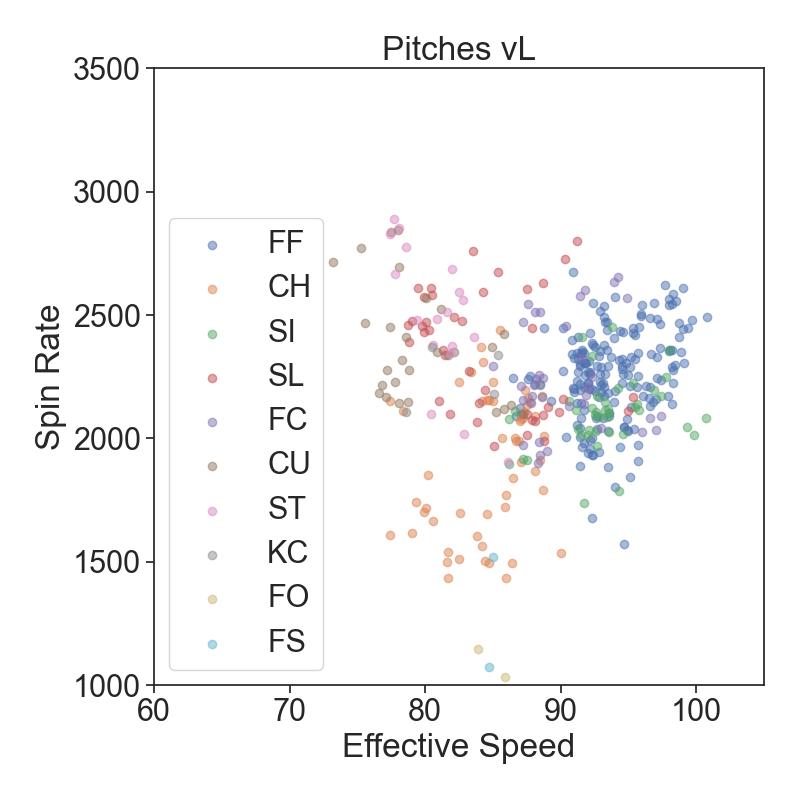 Pitches vL
3500
3000
2500
2000
1500
1000
Spin Rate
FF
CH
SI
SL
FC
CU
ST
KC
FO
FS
60 70 80 90 100
Effective Speed